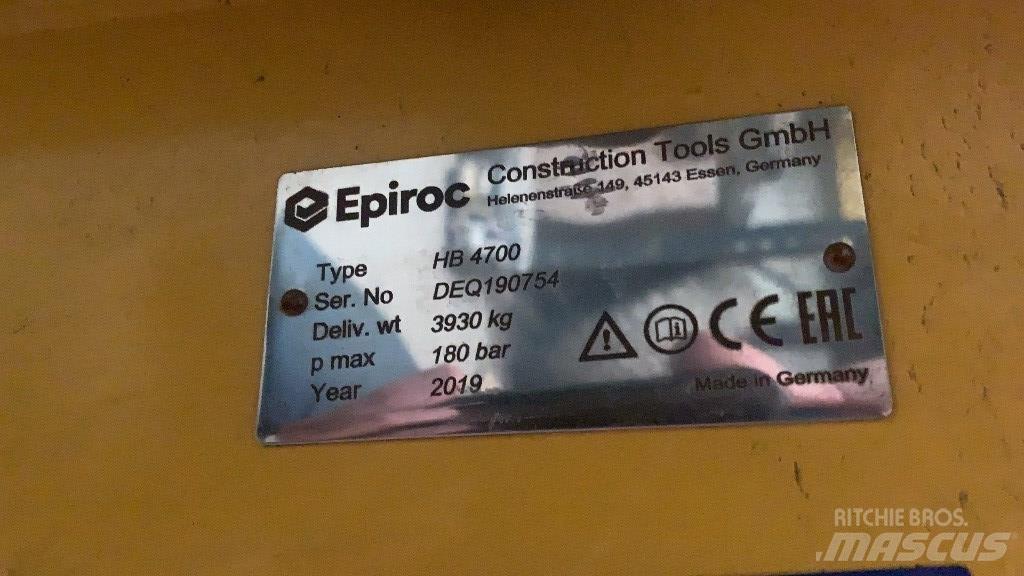 Epiroc
Construction Tools GmbH
Helenenstraße 149, 45143 Essen, Germany
Type HB 4700
Ser. No DEQ190754
Deliv. wt 3930 kg
p max 180 bar
Year 2019
CE EAC
Made in Germany
RITCHIE BROS.
MASCUS